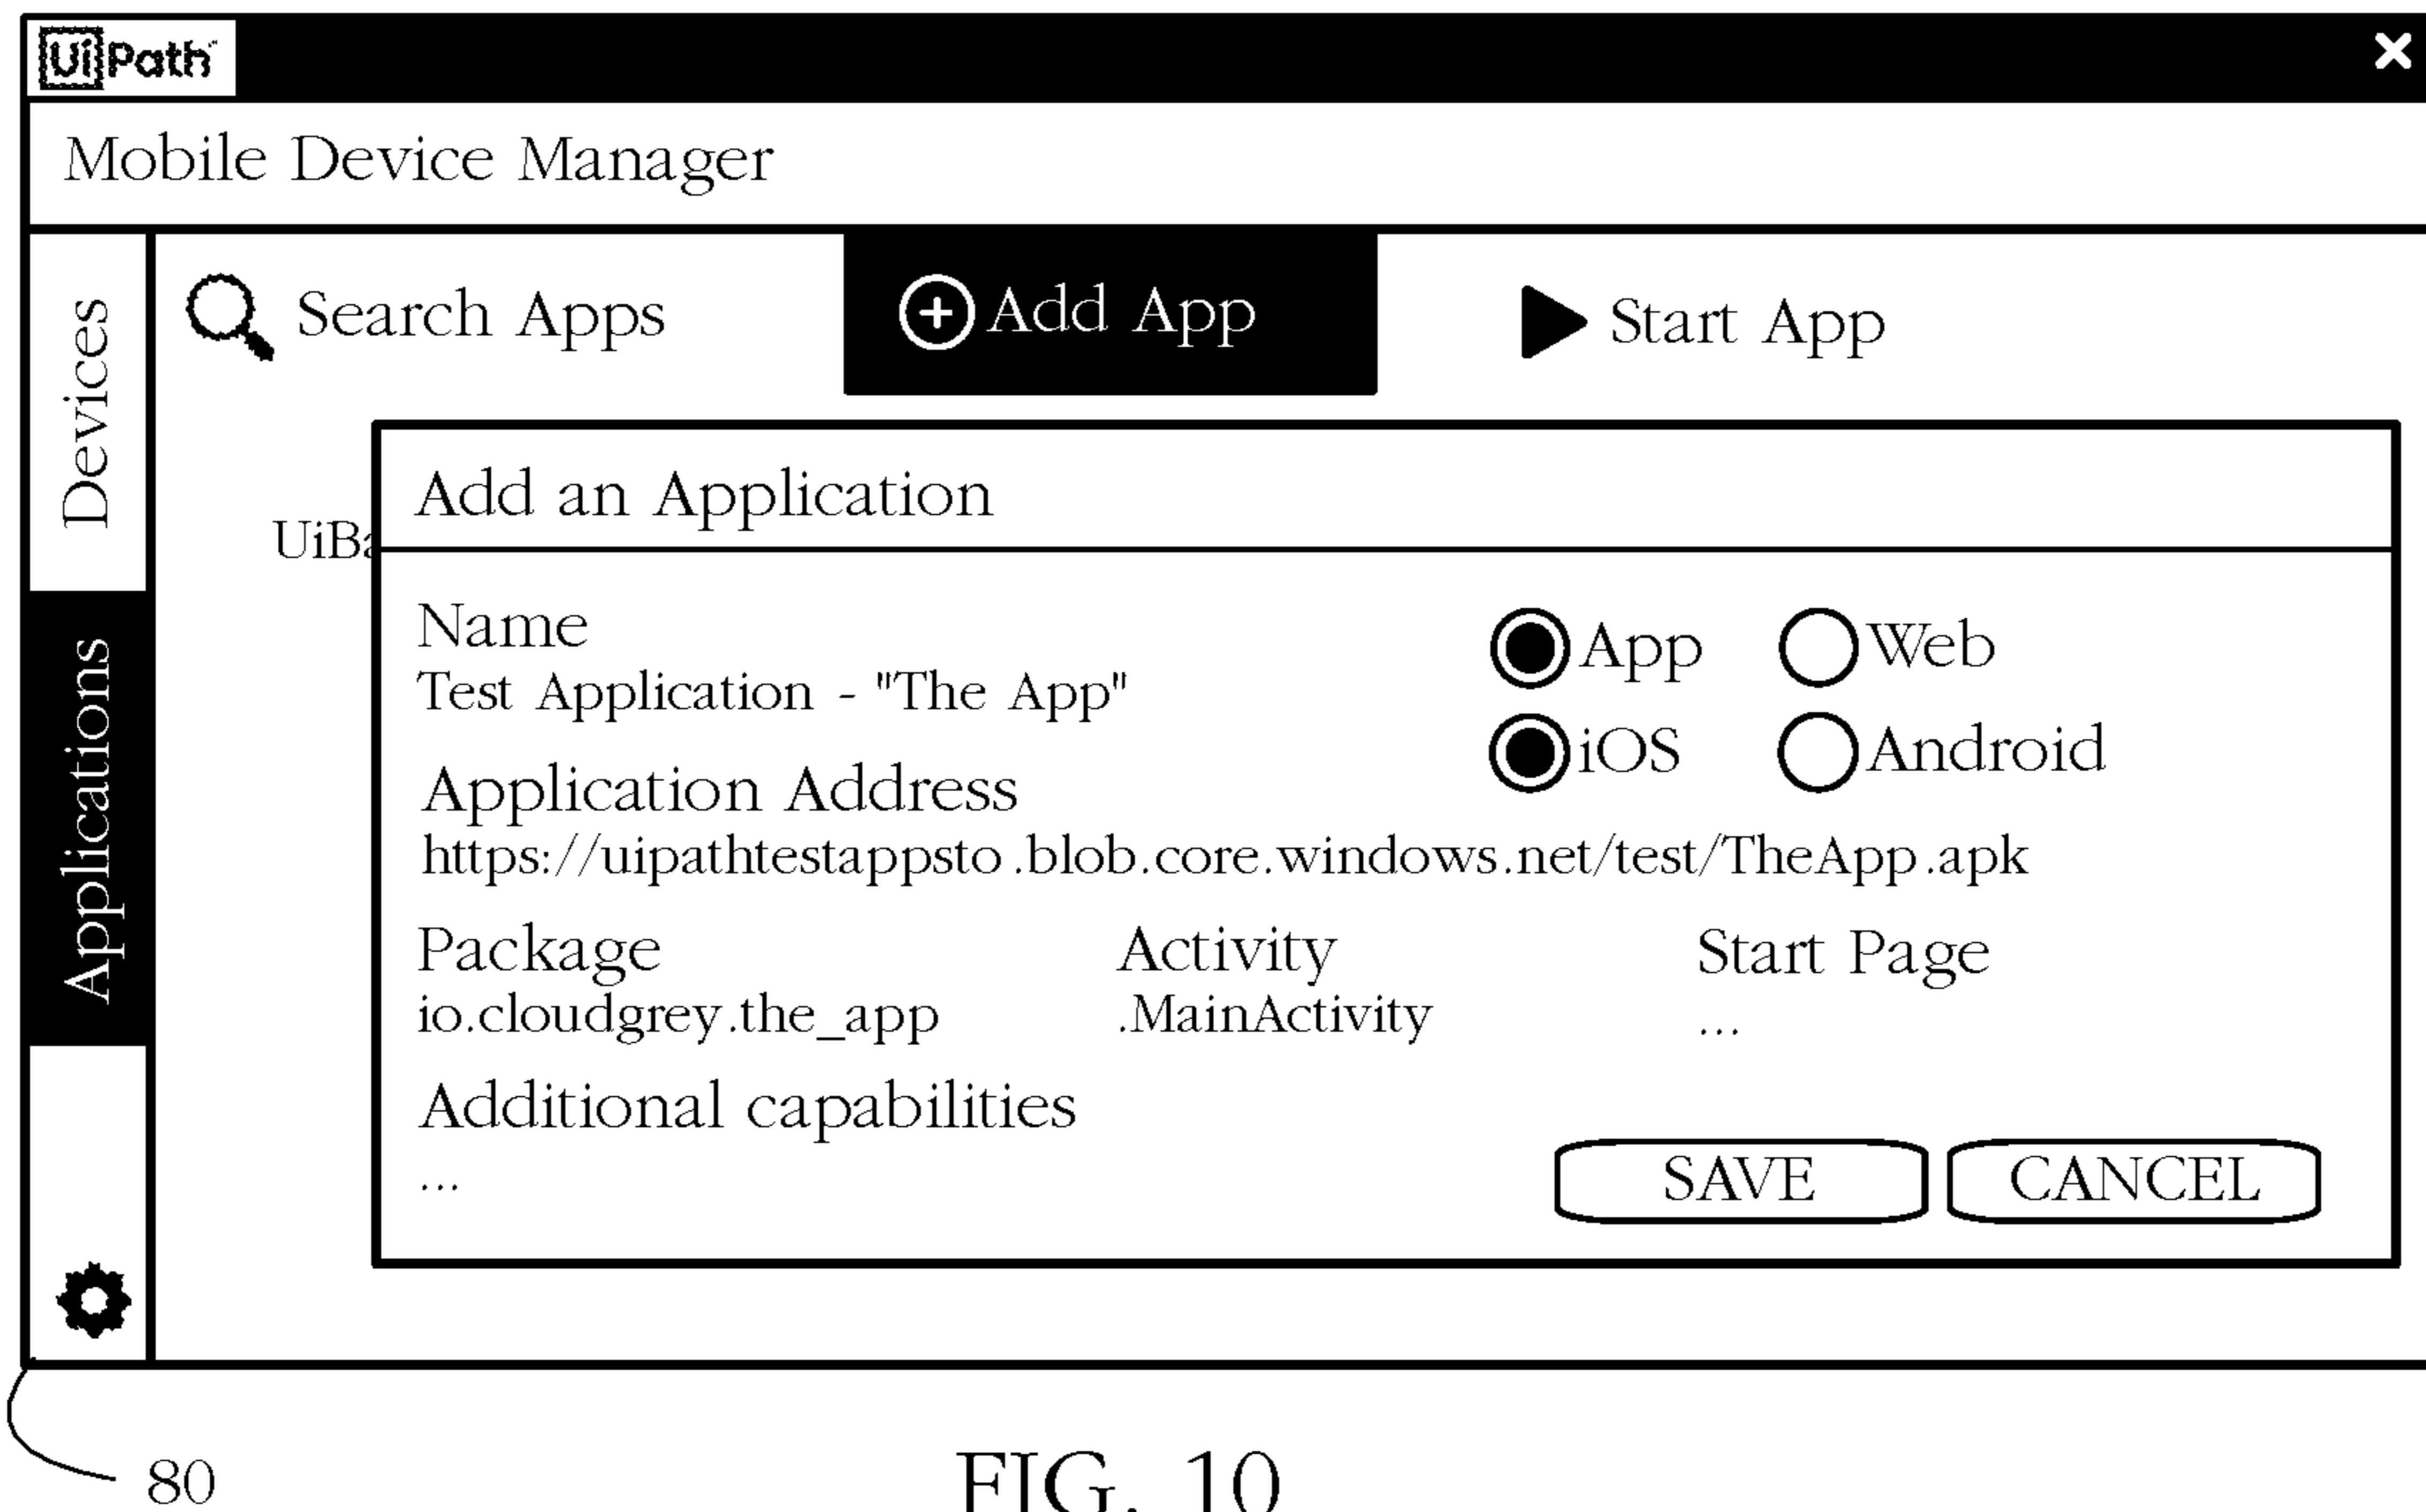 UiPath
Mobile Device Manager
Devices
Applications
Search Apps
Add App
Start App
UiBa
Add an Application
Name
Test Application - "The App"
App
Web
iOS
Android
Application Address
https://uipathtestappsto.blob.core.windows.net/test/TheApp.apk
Package
Activity
Start Page
io.cloudgrey.the_app
.MainActivity
...
Additional capabilities
...
SAVE
CANCEL
80
FIG. 10